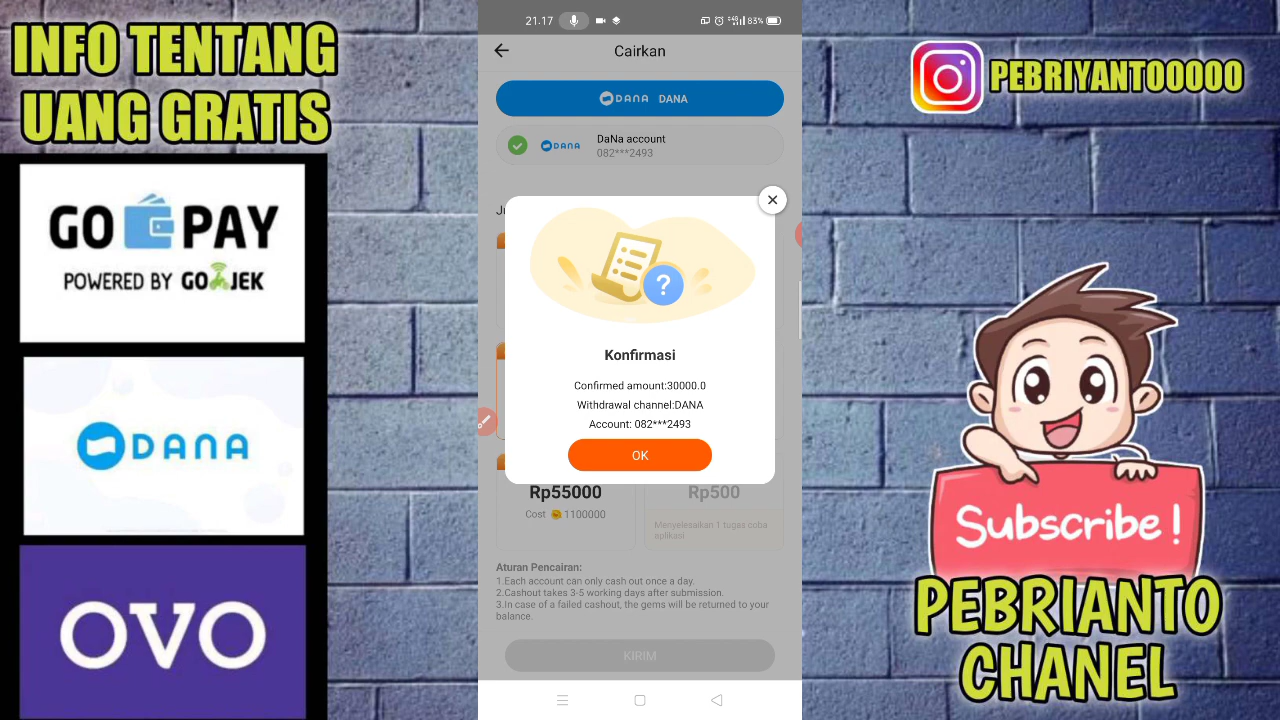 INFO TENTANG
UANG GRATIS
GO PAY
POWERED BY GOJEK
DANA
OVO
21.17
83%
Cairkan
DANA DANA
DANA
DaNa account
082***2493
Konfirmasi
Confirmed amount:30000.0
Withdrawal channel:DANA
Account: 082***2493
OK
Rp55000
Cost 1100000
Rp500
Menyelesaikan 1 tugas coba
aplikasi
Aturan Pencairan:
1.Each account can only cash out once a day.
2.Cashout takes 3-5 working days after submission.
3.In case of a failed cashout, the gems will be returned to your
balance.
KIRIM
PEBRIYANTOOOOO
Subscribe!
PEBRIANTO
CHANEL